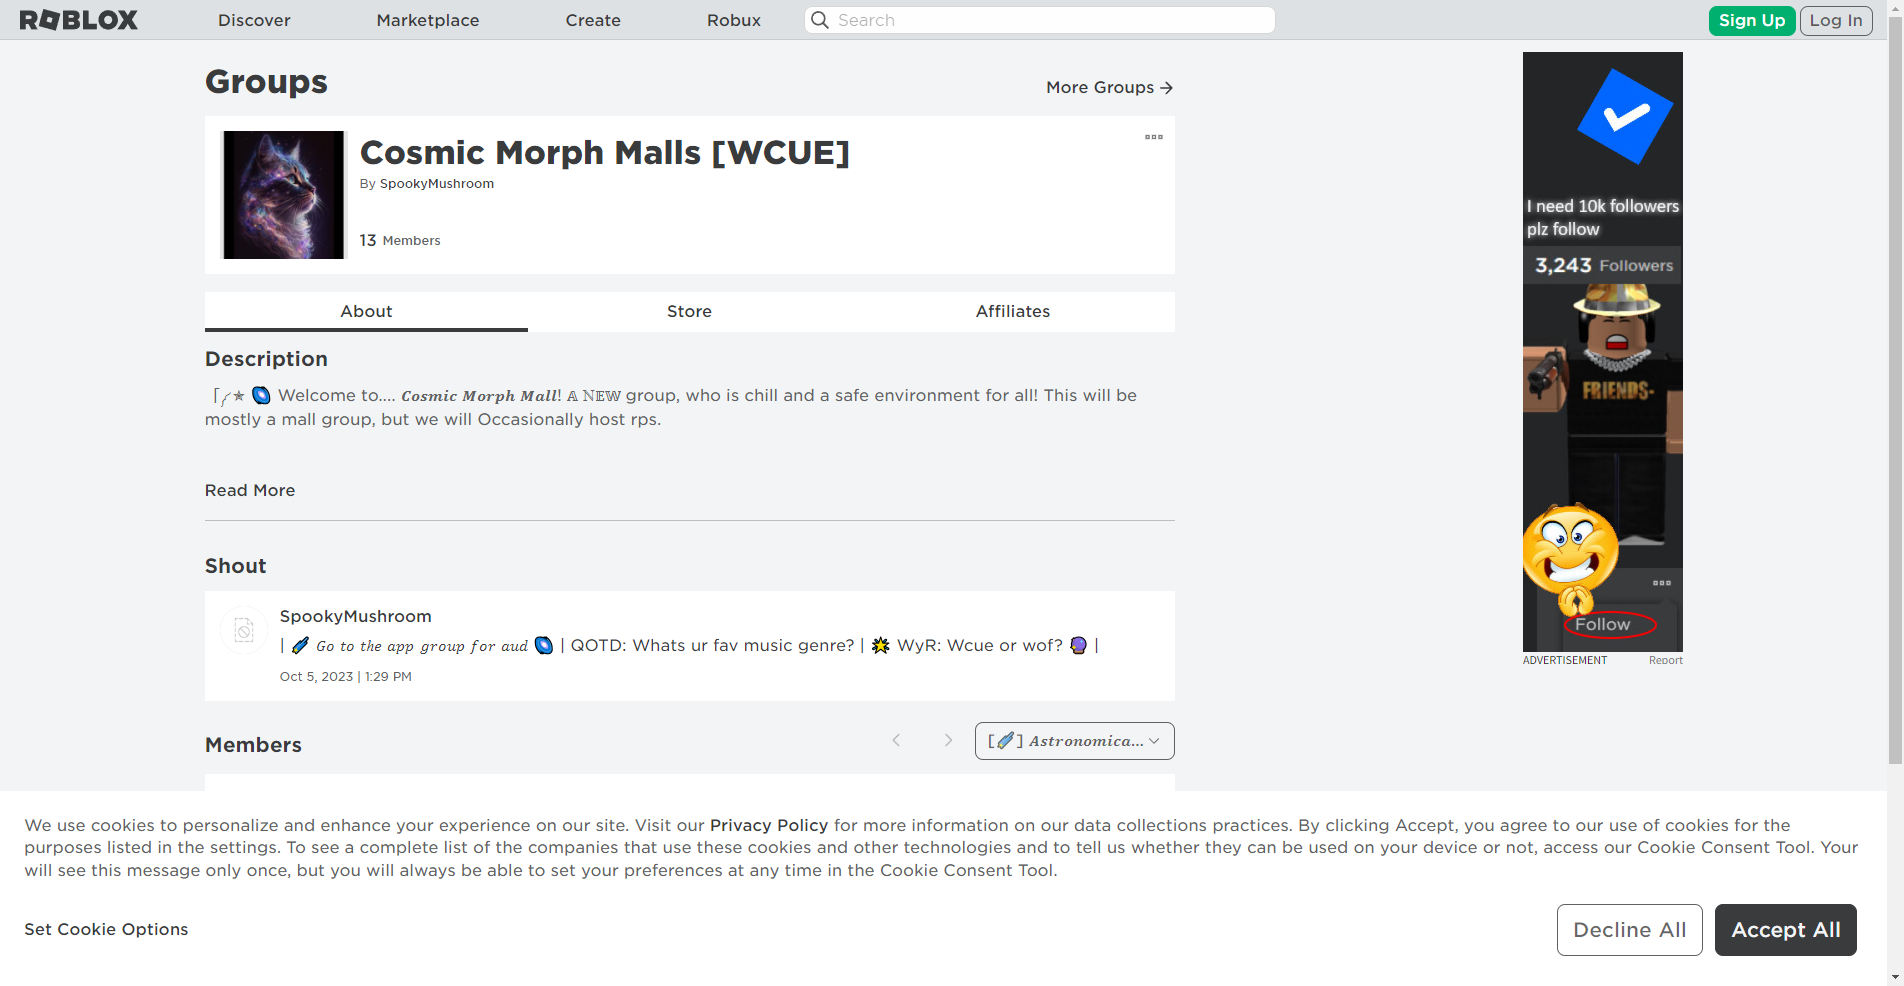 ROBLOX Discover Marketplace Create Robux Search Sign Up Log In
Groups
More Groups →
Cosmic Morph Malls [WCUE]
By SpookyMushroom
13 Members
About Store Affiliates
Description
⌈╭✯ 🌌 Welcome to.... 𝑪𝒐𝒔𝒎𝒊𝒄 𝑴𝒐𝒓𝒑𝒉 𝑴𝒂𝒍𝒍! 𝔸 ℕ𝔼𝕎 group, who is chill and a safe environment for all! This will be
mostly a mall group, but we will Occasionally host rps.
Read More
Shout
SpookyMushroom
| 𝐺𝑜 𝑡𝑜 𝑡ℎ𝑒 𝑎𝑝𝑝 𝑔𝑟𝑜𝑢𝑝 𝑓𝑜𝑟 𝑎𝑢𝑑 🌌 | QOTD: Whats ur fav music genre? | 🌟 WyR: Wcue or wof? 🔮 |
Oct 5, 2023 | 1:29 PM
Members
[] 𝑨𝒔𝒕𝒓𝒐𝒏𝒐𝒎𝒊𝒄𝒂...
I need 10k followers
plz follow
3,243 Followers
FRIENDS-
Follow
ADVERTISEMENT Report
We use cookies to personalize and enhance your experience on our site. Visit our Privacy Policy for more information on our data collections practices. By clicking Accept, you agree to our use of cookies for the
purposes listed in the settings. To see a complete list of the companies that use these cookies and other technologies and to tell us whether they can be used on your device or not, access our Cookie Consent Tool. Your
will see this message only once, but you will always be able to set your preferences at any time in the Cookie Consent Tool.
Set Cookie Options
Decline All Accept All